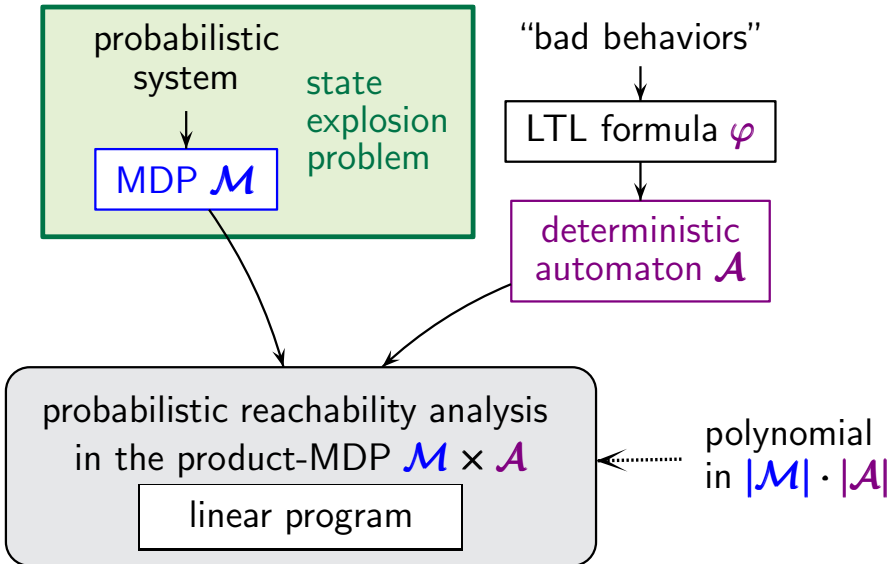 probabilistic
system
state
explosion
problem
MDP 𝓜
“bad behaviors”
LTL formula φ
deterministic
automaton 𝓐
probabilistic reachability analysis
in the product-MDP 𝓜 × 𝓐
linear program
polynomial
in |𝓜| · |𝓐|